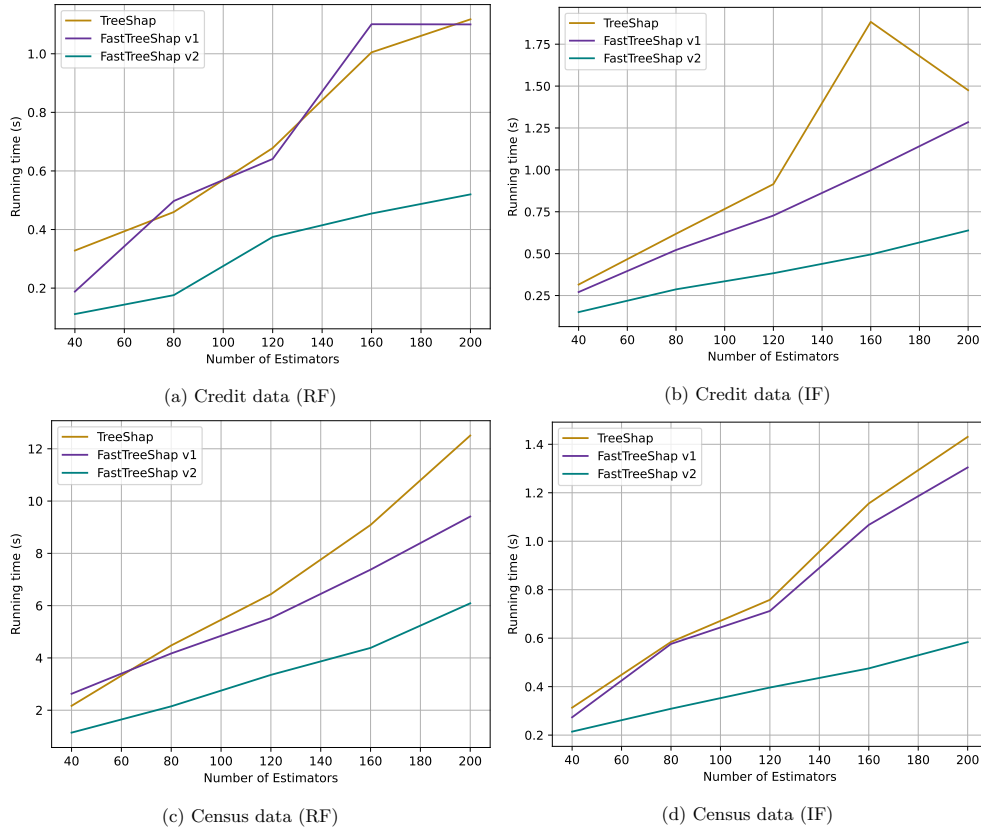 TreeShap
FastTreeShap v1
FastTreeShap v2
1.0
0.8
0.6
0.4
0.2
Running time (s)
40 60 80 100 120 140 160 180 200
Number of Estimators
(a) Credit data (RF)
TreeShap
FastTreeShap v1
FastTreeShap v2
1.75
1.50
1.25
1.00
0.75
0.50
0.25
Running time (s)
40 60 80 100 120 140 160 180 200
Number of Estimators
(b) Credit data (IF)
TreeShap
FastTreeShap v1
FastTreeShap v2
12
10
8
6
4
2
Running time (s)
40 60 80 100 120 140 160 180 200
Number of Estimators
(c) Census data (RF)
TreeShap
FastTreeShap v1
FastTreeShap v2
1.4
1.2
1.0
0.8
0.6
0.4
0.2
Running time (s)
40 60 80 100 120 140 160 180 200
Number of Estimators
(d) Census data (IF)